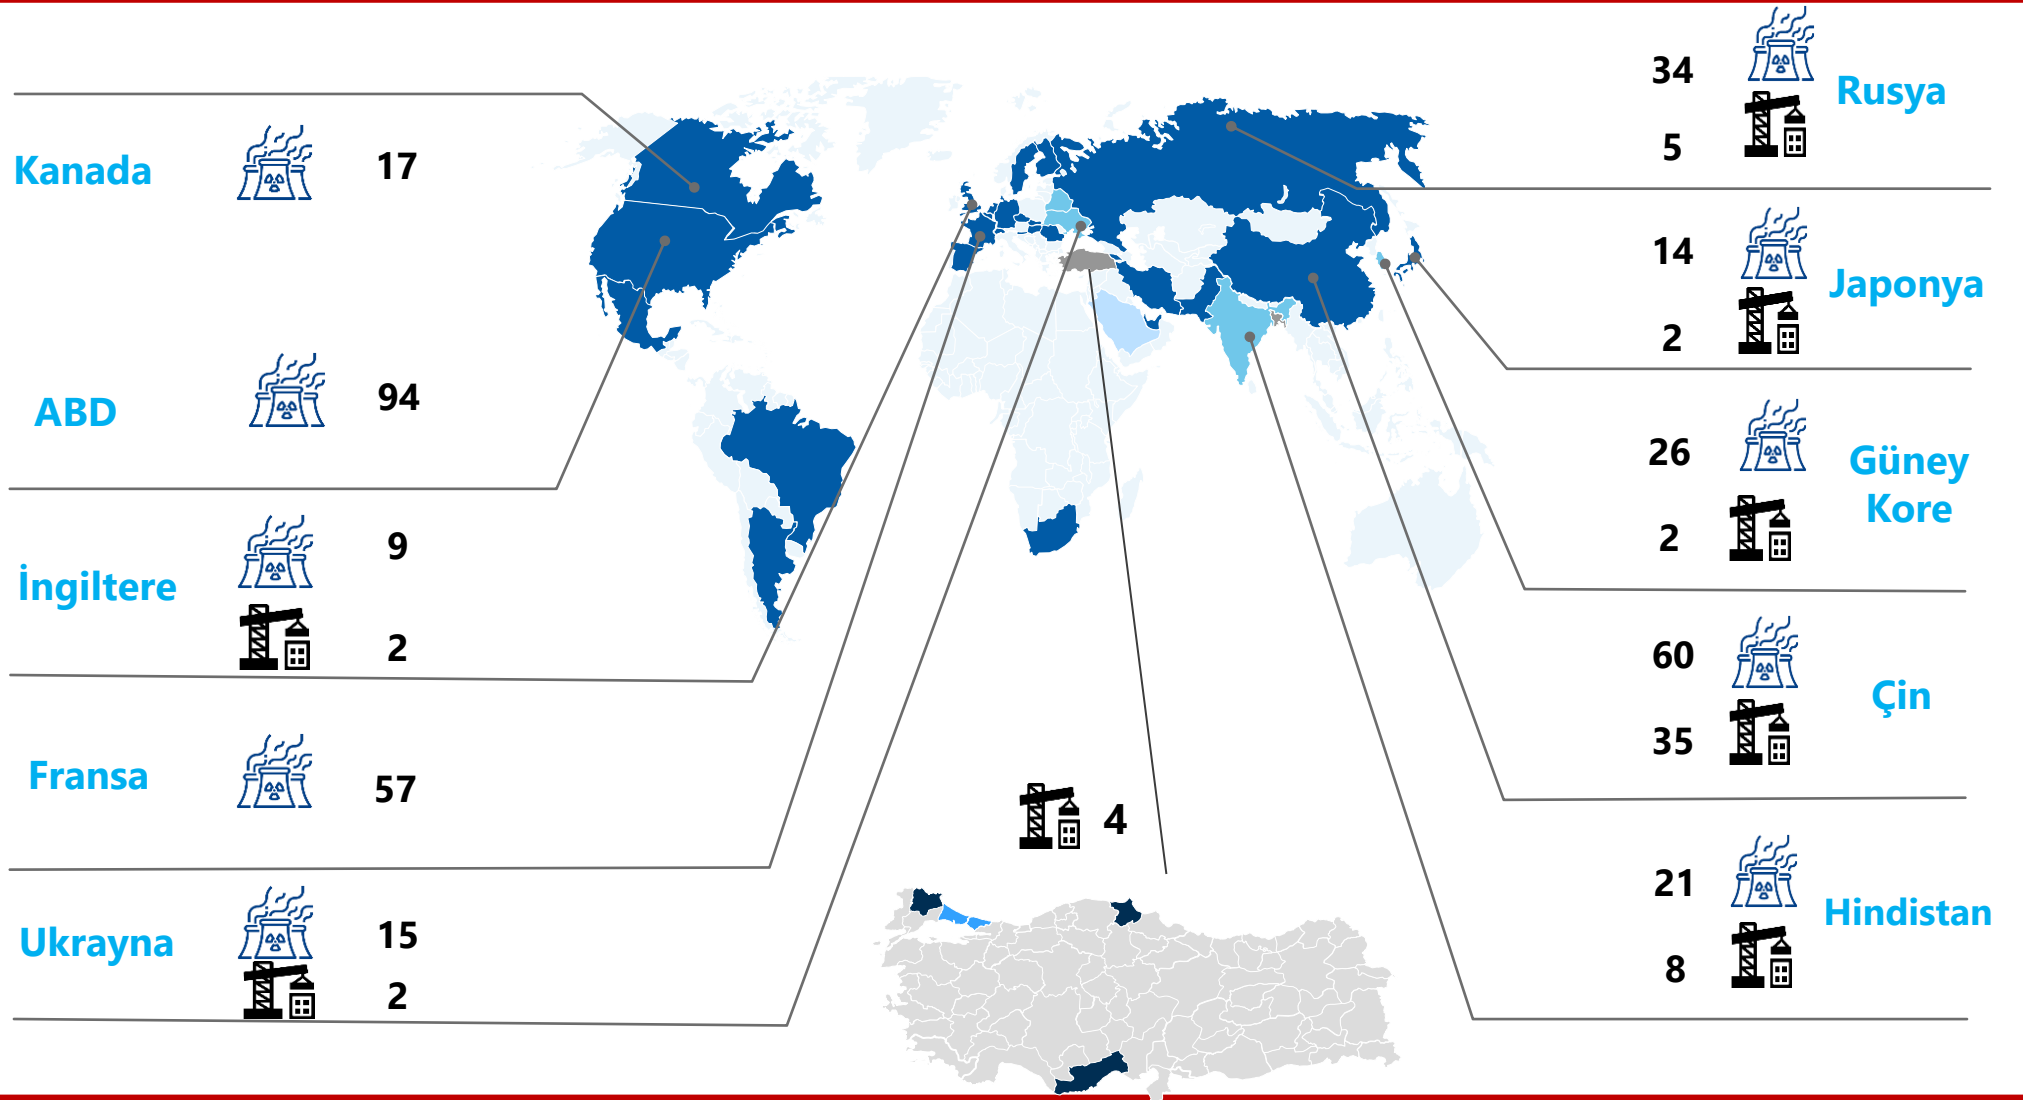 Kanada
17
ABD
94
İngiltere
9
2
Fransa
57
Ukrayna
15
2
4
34
Rusya
5
14
Japonya
2
26
Güney
Kore
2
60
Çin
35
21
Hindistan
8